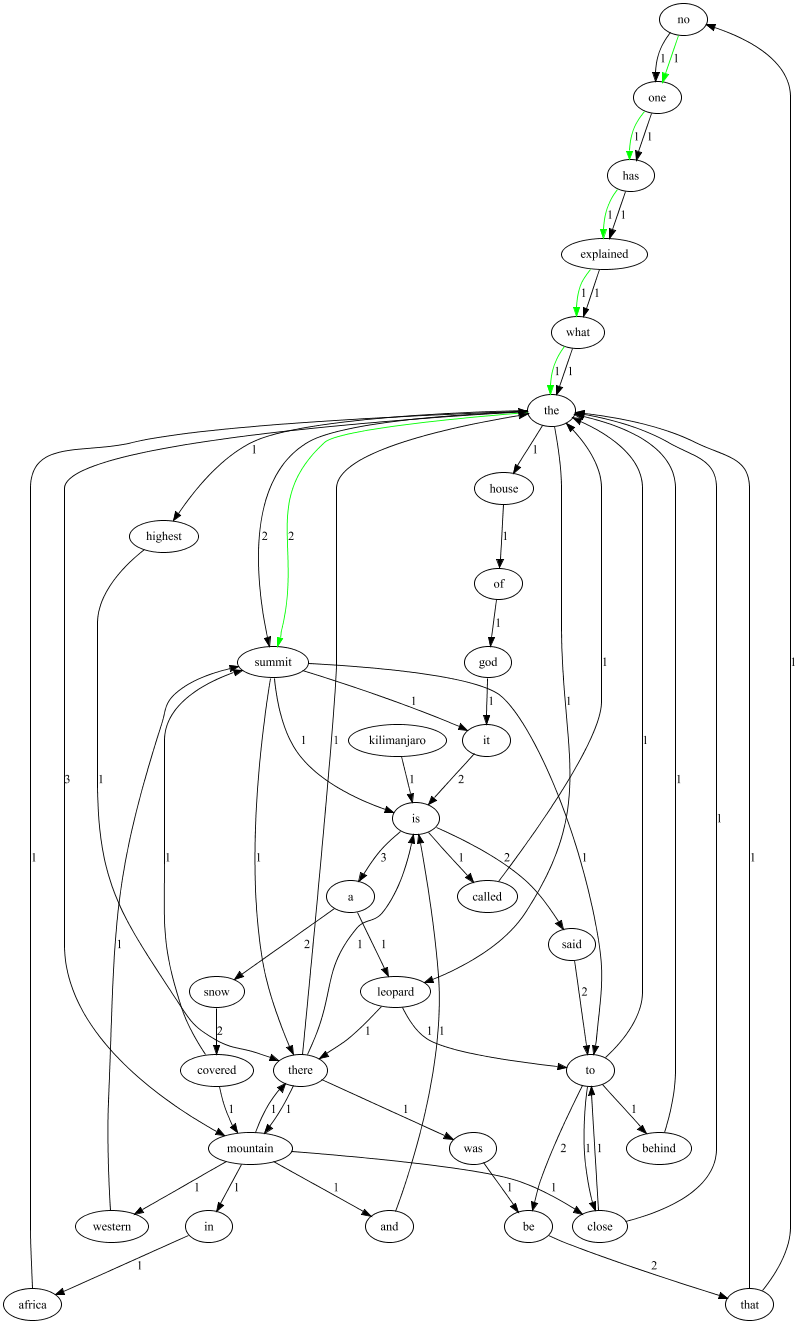 no
1 1
one
1 1
has
1 1
explained
1 1
what
1 1
the
1 1
house
highest
2 2 1
of
1
god
summit
1 1 1
it
kilimanjaro
1 1 1 2
is
3 1 1 1 1
3 1 2
a
called
said
1 1 1 1
2 1 1
snow
leopard
2 1 1 2
covered
there
to
1 1 1 1 1
mountain
was
behind
1 1 2 1 1
1 1 1 1 1
western
in
and
be
close
1 2
africa
that
1 1 1